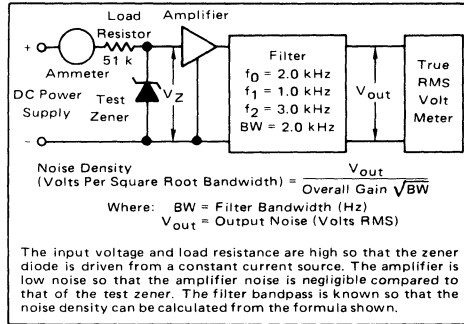 Load
Resistor
51 k
Amplifier
+
Ammeter
DC Power
Supply
Test
Zener
VZ
–
Filter
f0 = 2.0 kHz
f1 = 1.0 kHz
f2 = 3.0 kHz
BW = 2.0 kHz
Vout
True
RMS
Volt
Meter
Noise Density
(Volts Per Square Root Bandwidth) = Vout / Overall Gain √BW
Where: BW = Filter Bandwidth (Hz)
Vout = Output Noise (Volts RMS)
The input voltage and load resistance are high so that the zener
diode is driven from a constant current source. The amplifier is
low noise so that the amplifier noise is negligible compared to
that of the test zener. The filter bandpass is known so that the
noise density can be calculated from the formula shown.